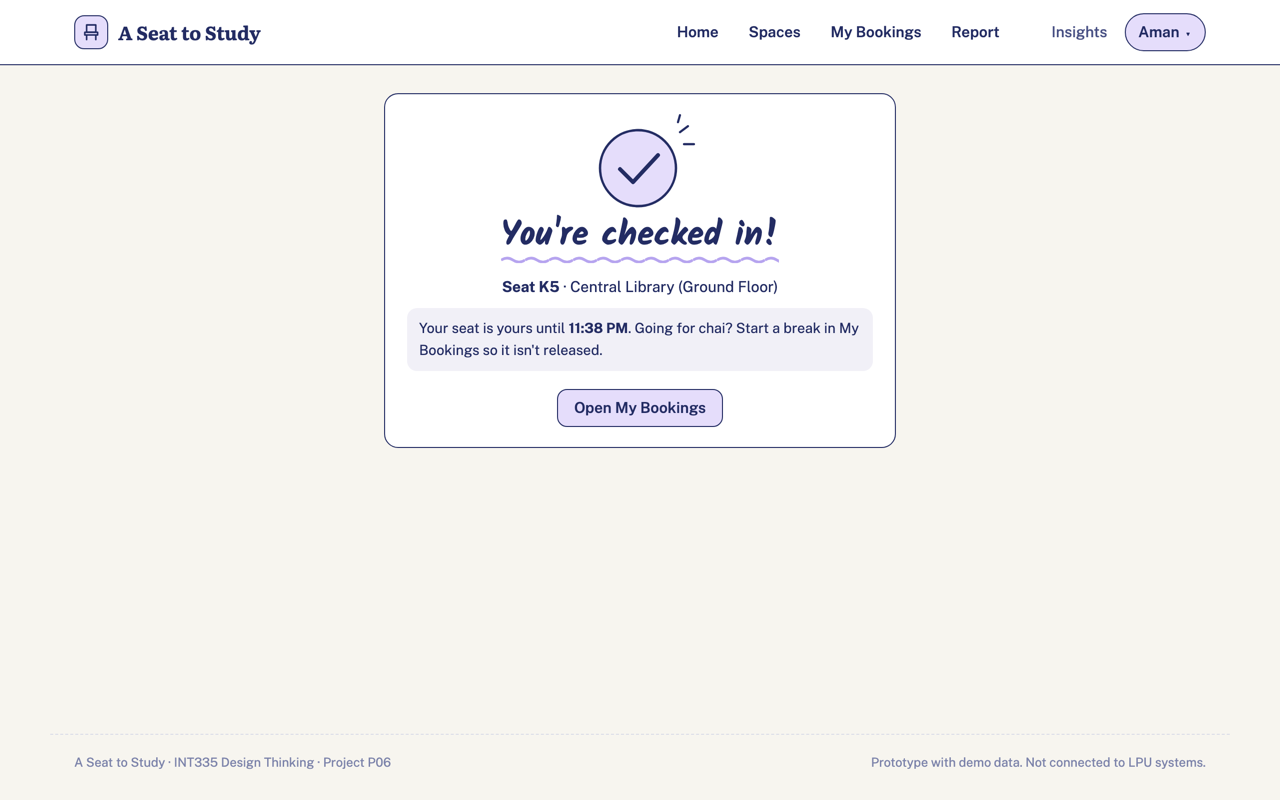 A Seat to Study
Home
Spaces
My Bookings
Report
Insights
Aman
You're checked in!
Seat K5 · Central Library (Ground Floor)
Your seat is yours until 11:38 PM. Going for chai? Start a break in My
Bookings so it isn't released.
Open My Bookings
A Seat to Study · INT335 Design Thinking · Project P06
Prototype with demo data. Not connected to LPU systems.